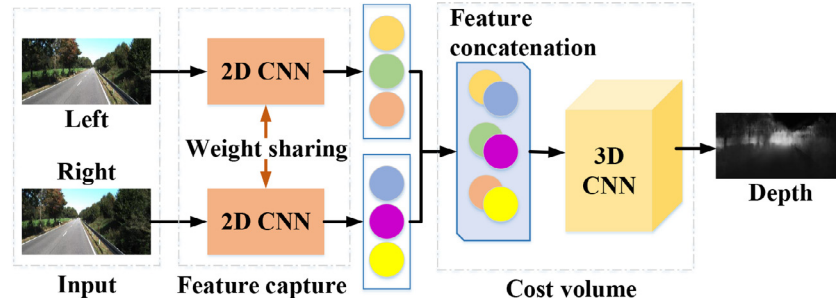 Left
Right
Input
2D CNN
Weight sharing
2D CNN
Feature capture
Feature
concatenation
3D
CNN
Cost volume
Depth